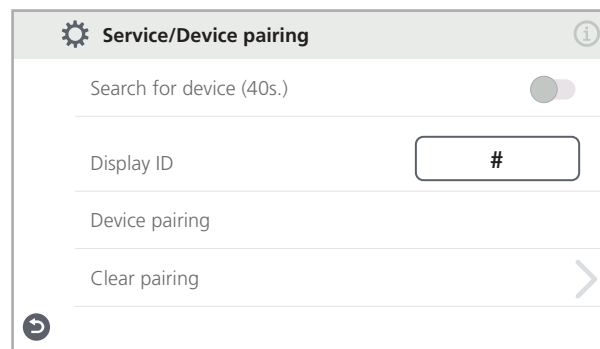 Service/Device pairing
i
Search for device (40s.)
Display ID
#
Device pairing
Clear pairing